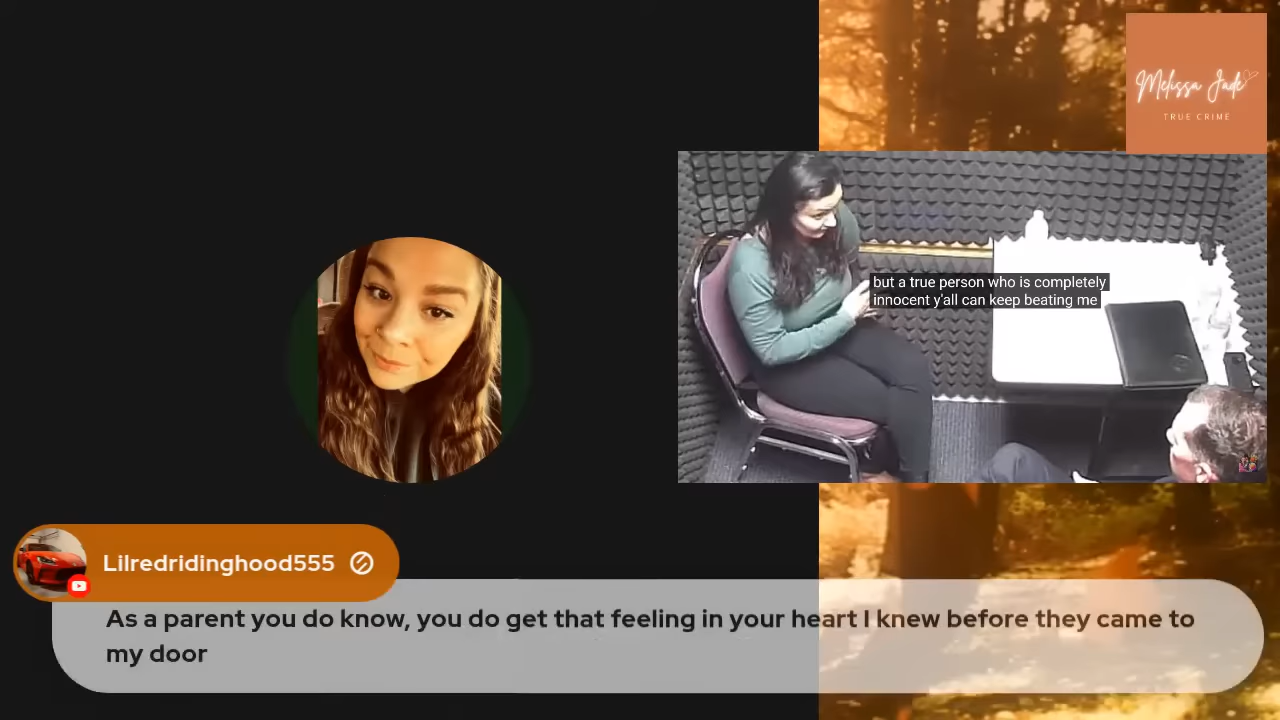 Melissa Jade
TRUE CRIME
but a true person who is completely
innocent y'all can keep beating me
Lilredridinghood555
As a parent you do know, you do get that feeling in your heart I knew before they came to
my door